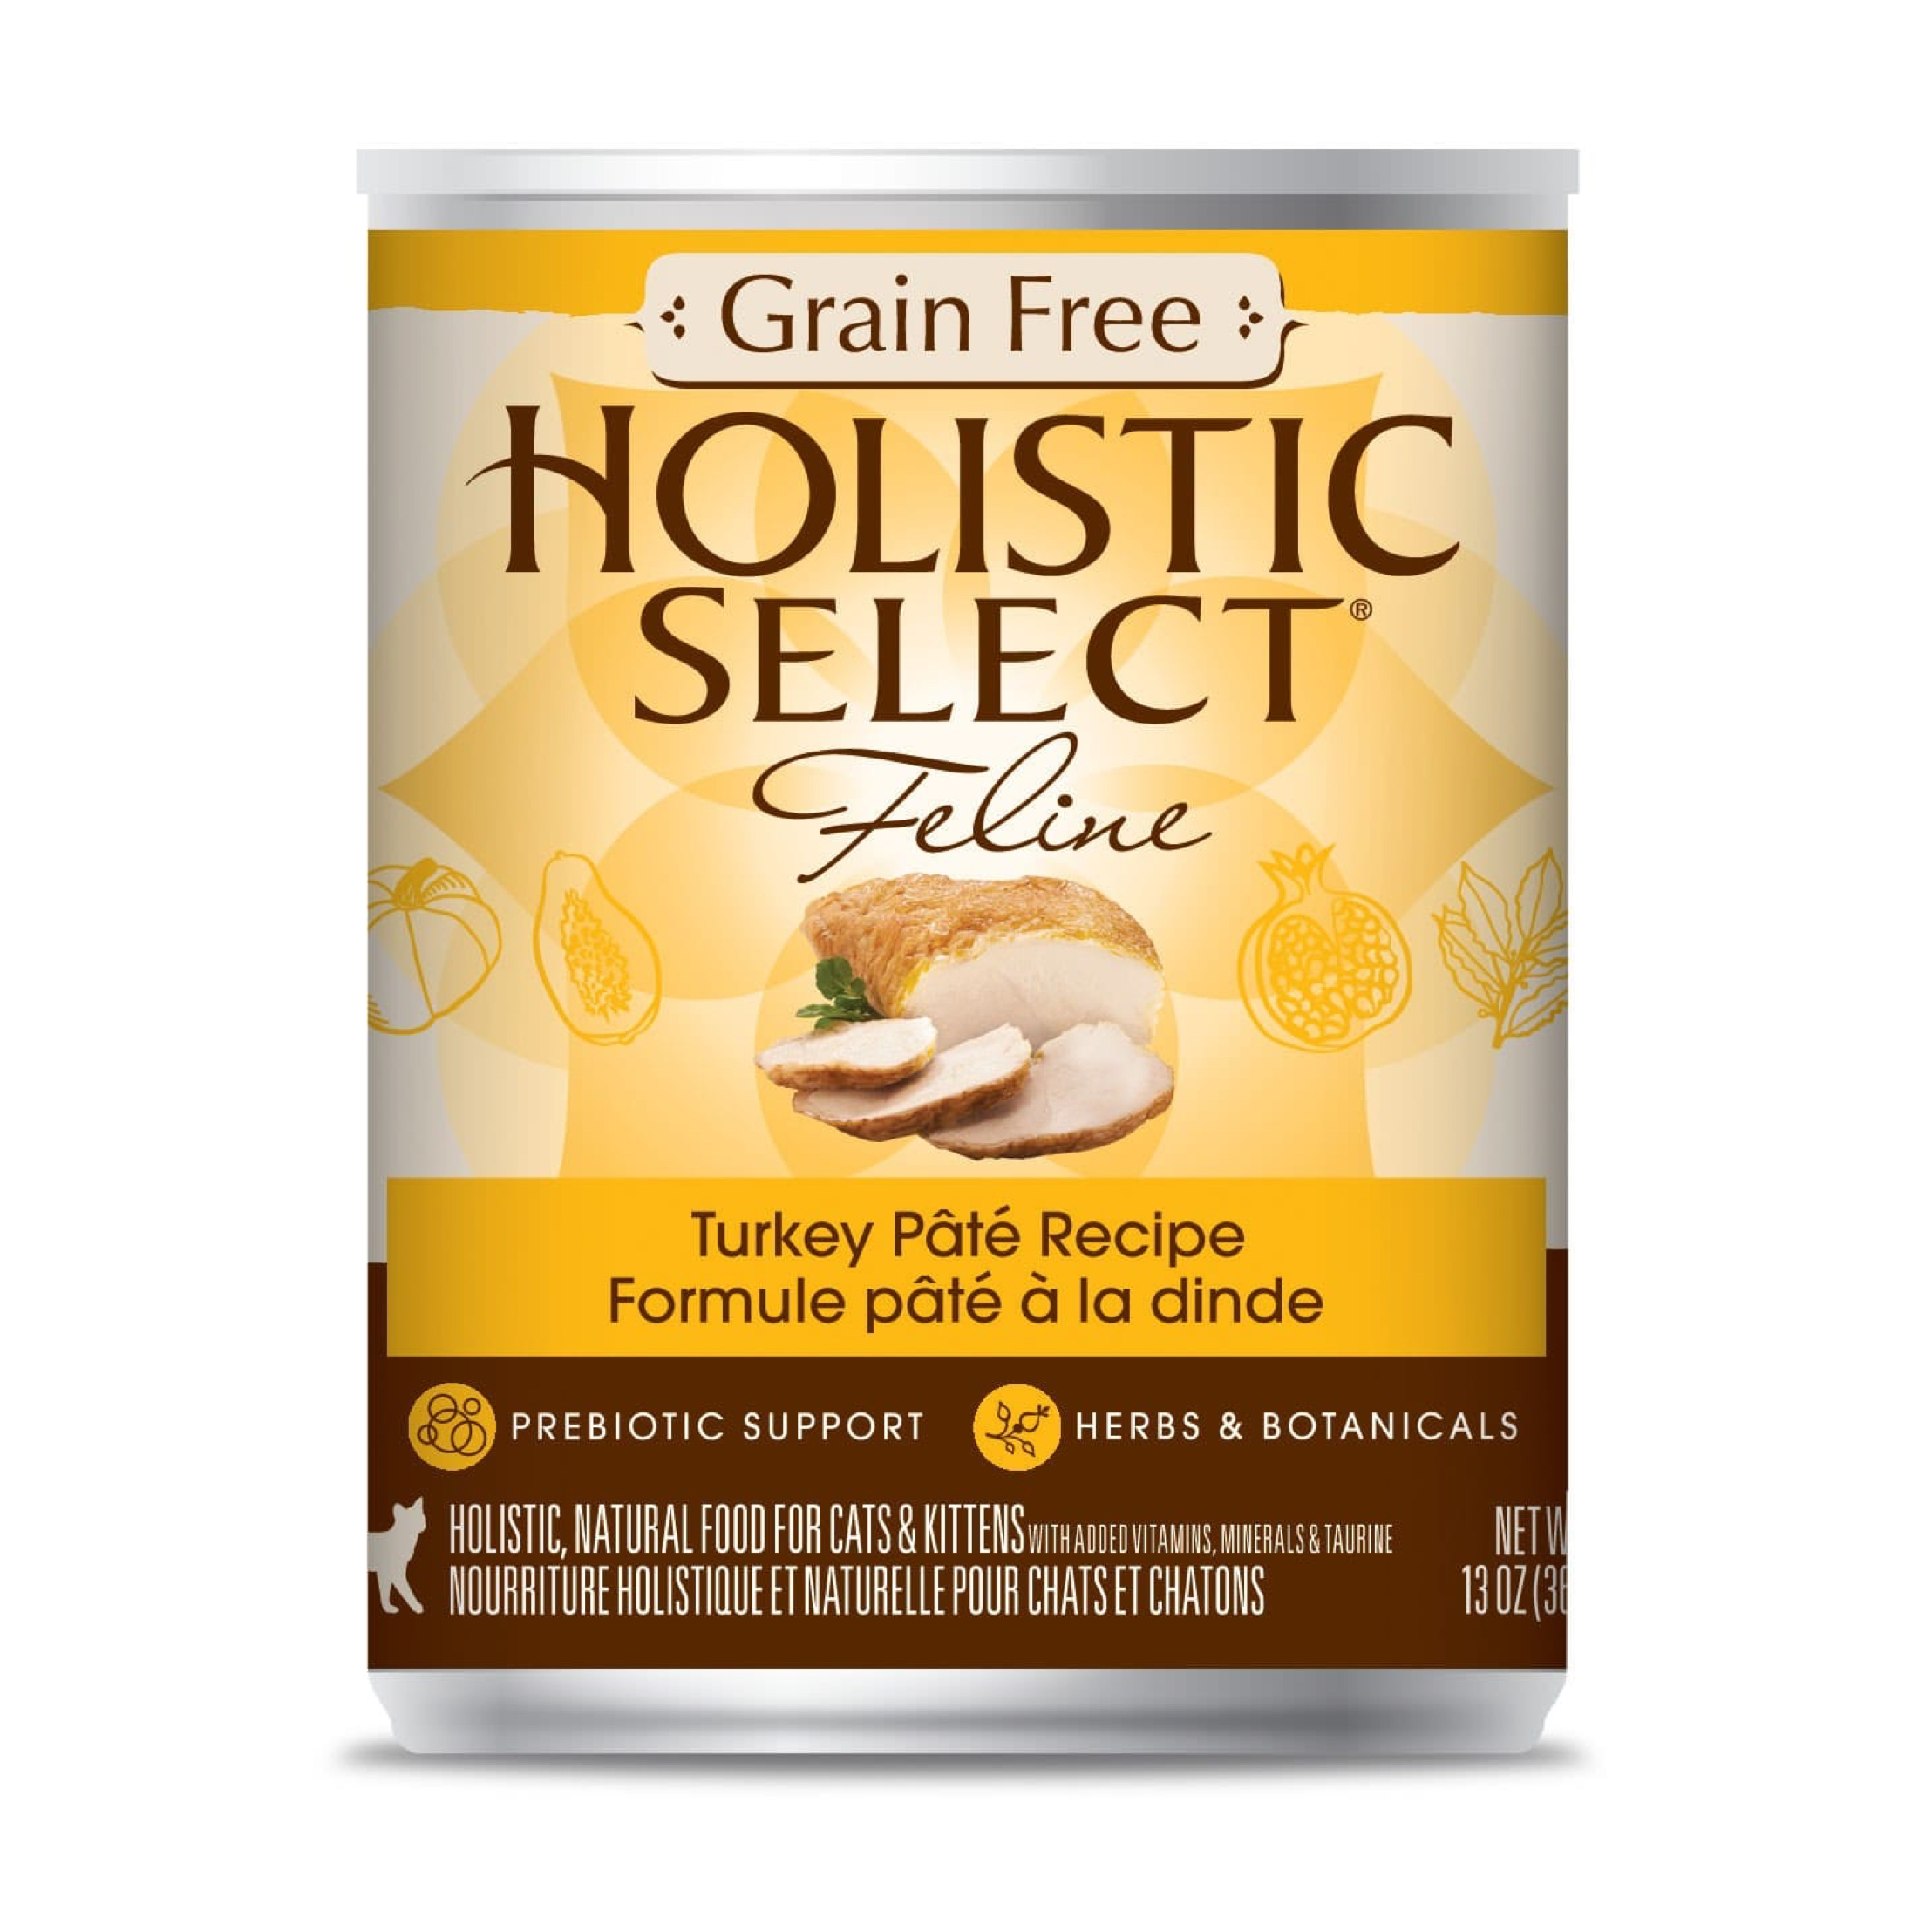 Grain Free
HOLISTIC
SELECT®
Feline
Turkey Pâté Recipe
Formule pâté à la dinde
PREBIOTIC SUPPORT
HERBS & BOTANICALS
HOLISTIC, NATURAL FOOD FOR CATS & KITTENS WITH ADDED VITAMINS, MINERALS & TAURINE
NOURRITURE HOLISTIQUE ET NATURELLE POUR CHATS ET CHATONS
NET
13 OZ